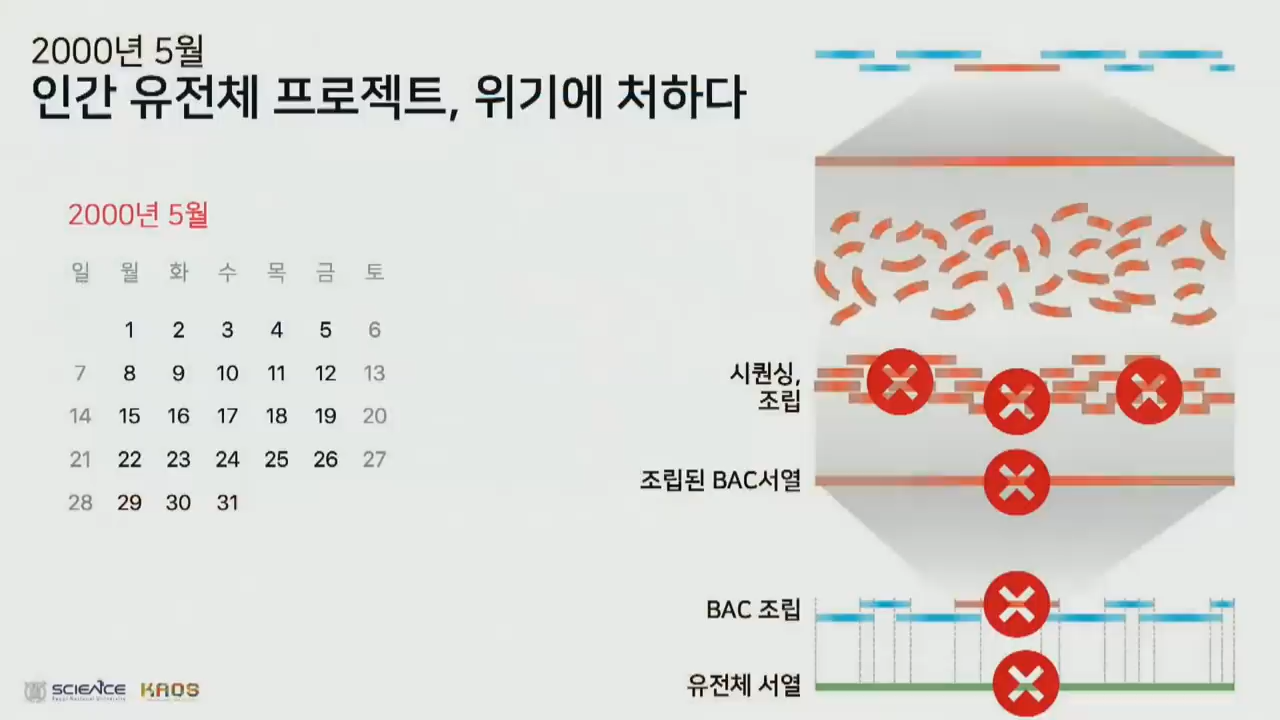 2000년 5월
인간 유전체 프로젝트, 위기에 처하다
2000년 5월
일 월 화 수 목 금 토
1 2 3 4 5 6
7 8 9 10 11 12 13
14 15 16 17 18 19 20
21 22 23 24 25 26 27
28 29 30 31
시퀀싱,
조립
조립된 BAC서열
BAC 조립
유전체 서열
SCIENCE
Seoul National University
KAOS